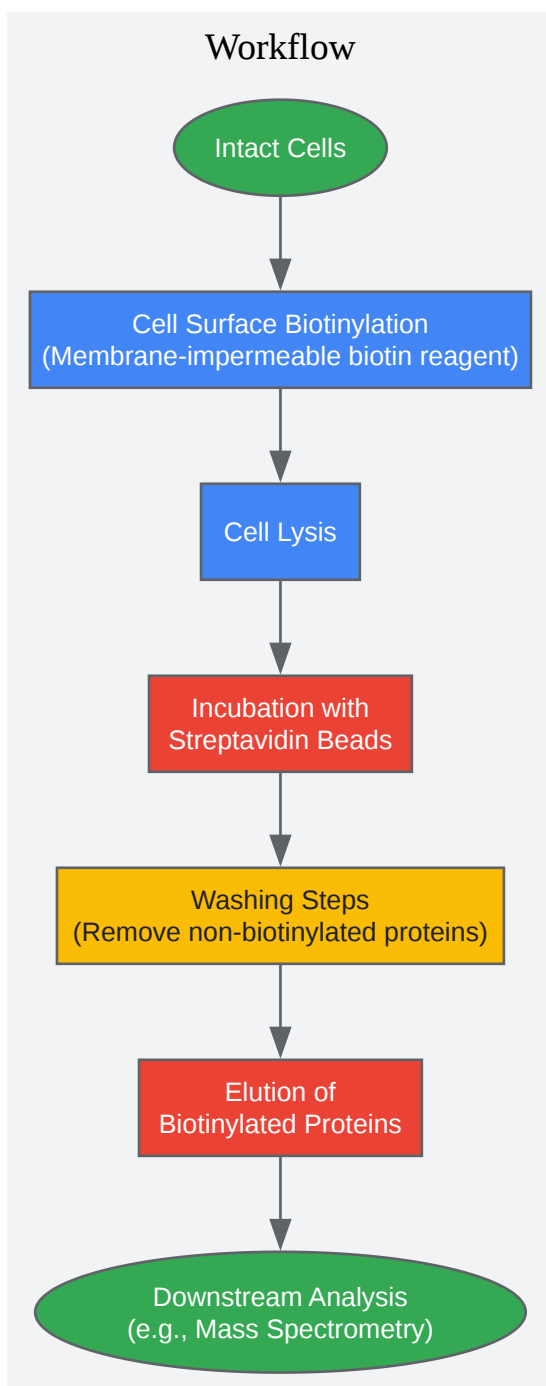 Workflow
Intact Cells
Cell Surface Biotinylation
(Membrane-impermeable biotin reagent)
Cell Lysis
Incubation with
Streptavidin Beads
Washing Steps
(Remove non-biotinylated proteins)
Elution of
Biotinylated Proteins
Downstream Analysis
(e.g., Mass Spectrometry)